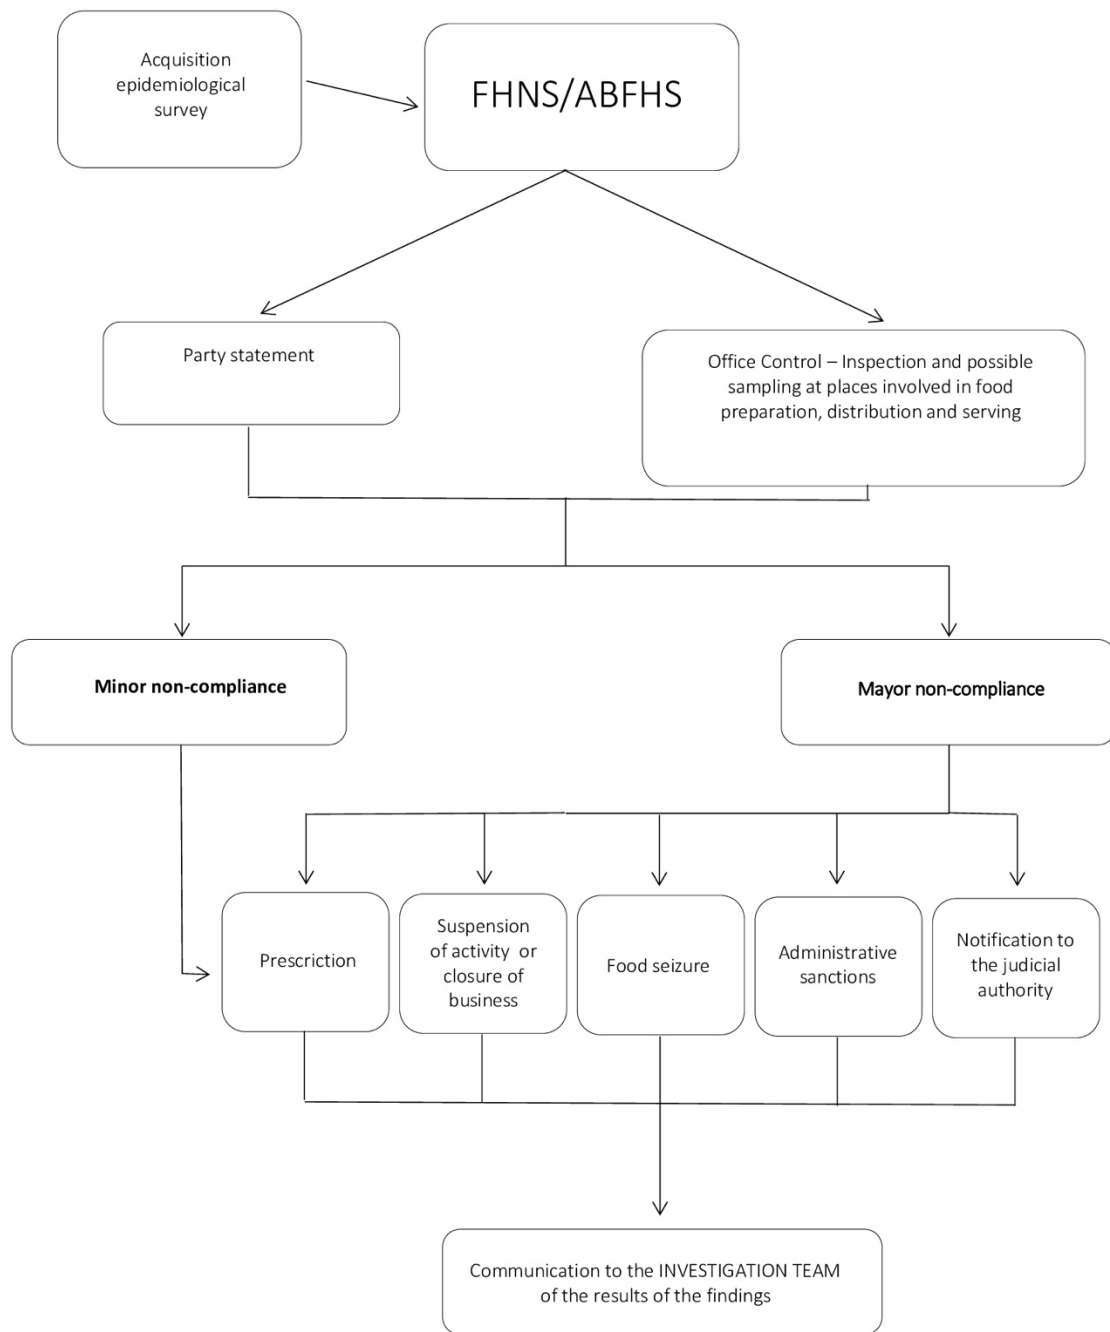 Acquisition
epidemiological
survey
FHNS/ABFHS
Party statement
Office Control – Inspection and possible
sampling at places involved in food
preparation, distribution and serving
Minor non-compliance
Mayor non-compliance
Prescriction
Suspension
of activity or
closure of
business
Food seizure
Administrative
sanctions
Notification to
the judicial
authority
Communication to the INVESTIGATION TEAM
of the results of the findings